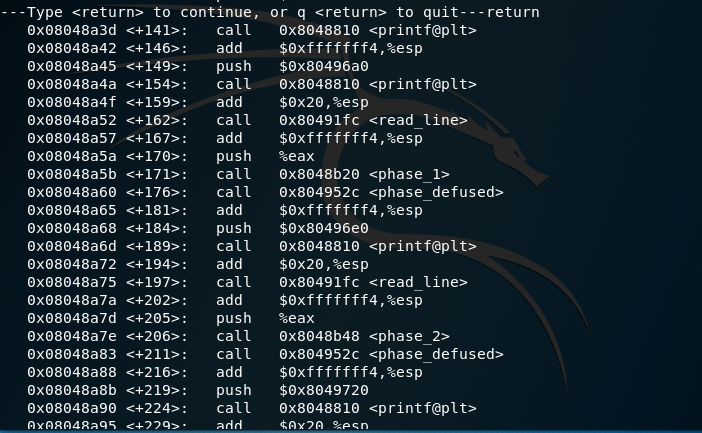 ---Type <return> to continue, or q <return> to quit---return
0x08048a3d <+141>: call 0x8048810 <printf@plt>
0x08048a42 <+146>: add $0xfffffff4,%esp
0x08048a45 <+149>: push $0x80496a0
0x08048a4a <+154>: call 0x8048810 <printf@plt>
0x08048a4f <+159>: add $0x20,%esp
0x08048a52 <+162>: call 0x80491fc <read_line>
0x08048a57 <+167>: add $0xfffffff4,%esp
0x08048a5a <+170>: push %eax
0x08048a5b <+171>: call 0x8048b20 <phase_1>
0x08048a60 <+176>: call 0x804952c <phase_defused>
0x08048a65 <+181>: add $0xfffffff4,%esp
0x08048a68 <+184>: push $0x80496e0
0x08048a6d <+189>: call 0x8048810 <printf@plt>
0x08048a72 <+194>: add $0x20,%esp
0x08048a75 <+197>: call 0x80491fc <read_line>
0x08048a7a <+202>: add $0xfffffff4,%esp
0x08048a7d <+205>: push %eax
0x08048a7e <+206>: call 0x8048b48 <phase_2>
0x08048a83 <+211>: call 0x804952c <phase_defused>
0x08048a88 <+216>: add $0xfffffff4,%esp
0x08048a8b <+219>: push $0x8049720
0x08048a90 <+224>: call 0x8048810 <printf@plt>
0x08048a95 <+229>: add $0x20,%esp